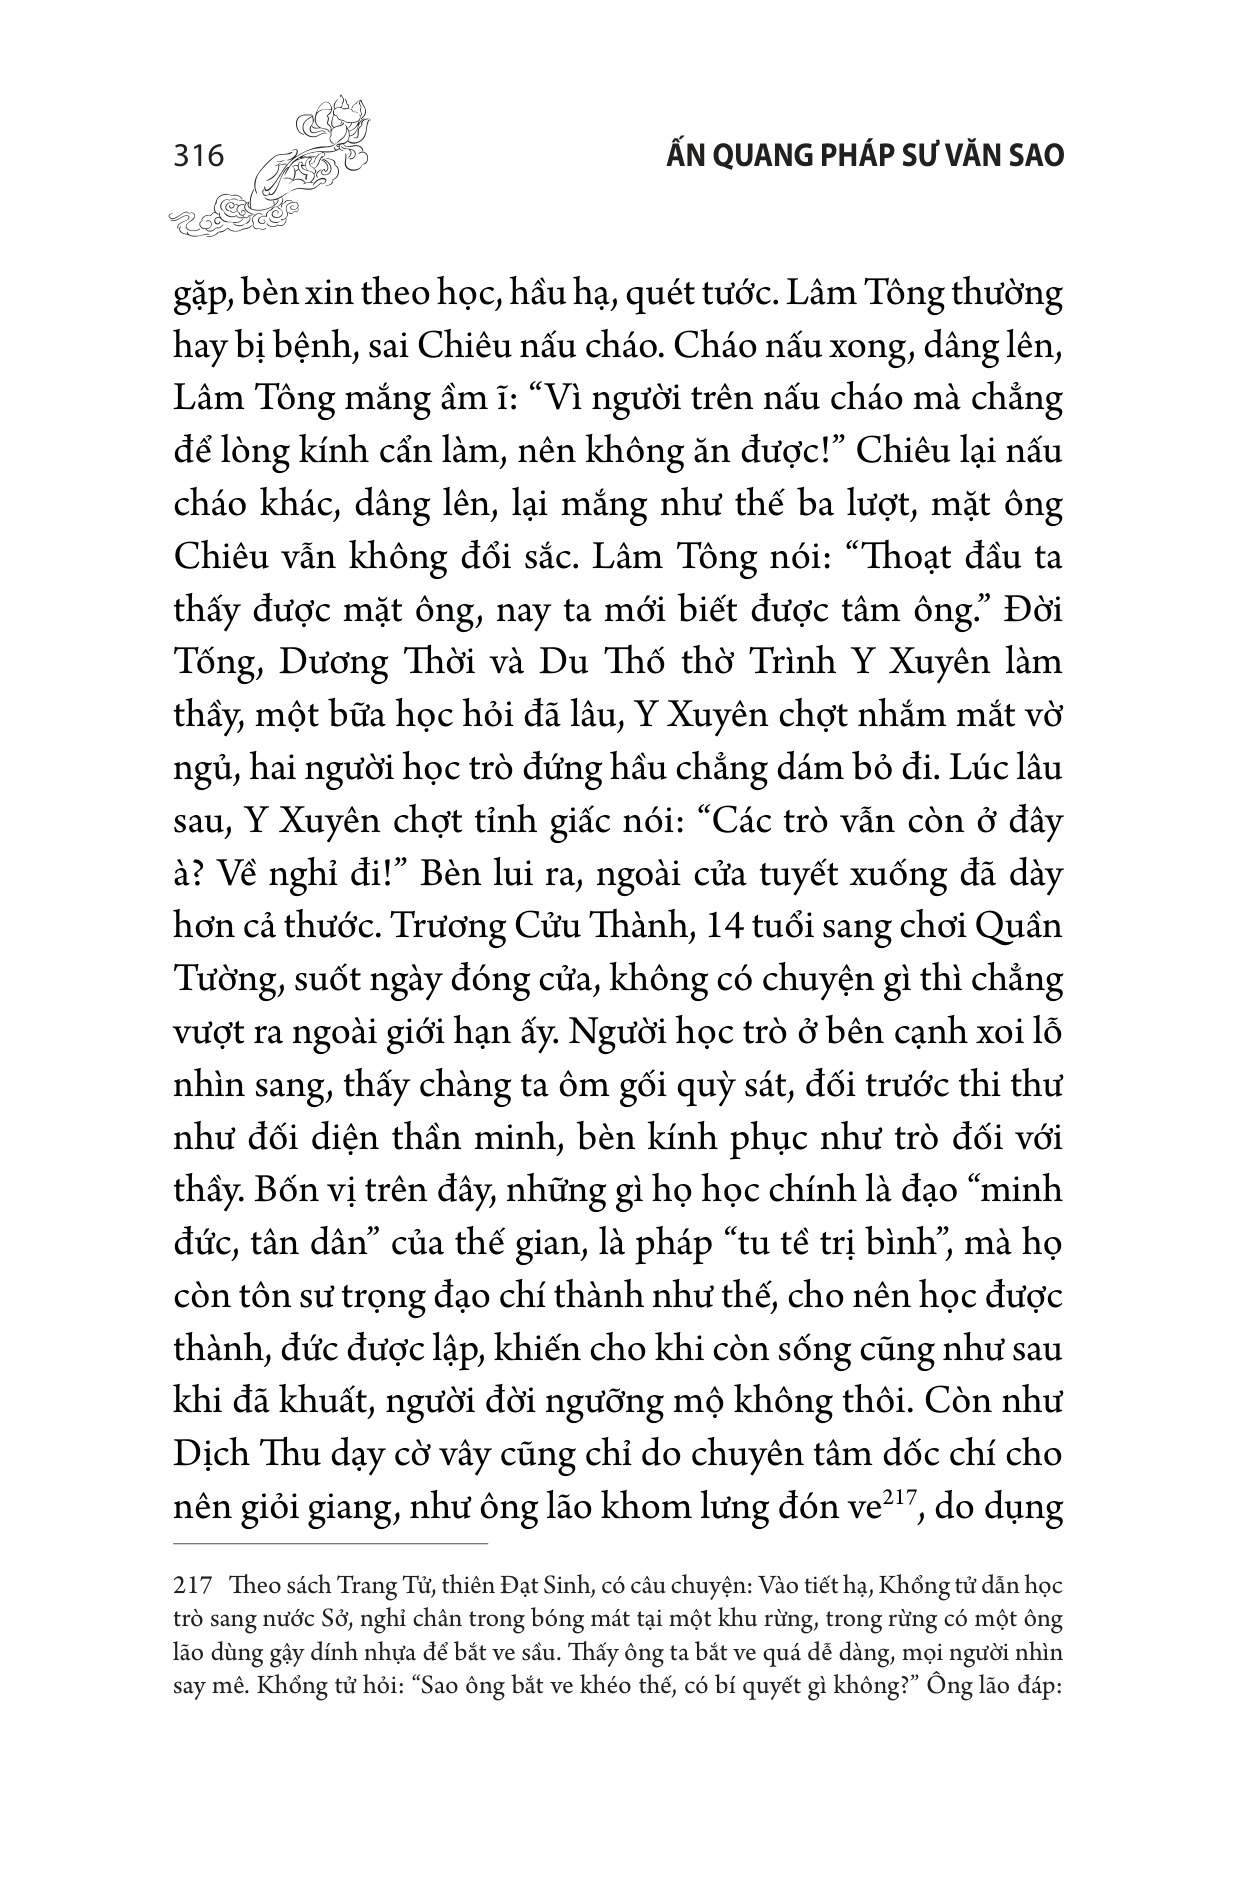 316
ẤN QUANG PHÁP SƯ VĂN SAO
gặp, bèn xin theo học, hầu hạ, quét tước. Lâm Tông thường
hay bị bệnh, sai Chiêu nấu cháo. Cháo nấu xong, dâng lên,
Lâm Tông mắng ầm ĩ: “Vì người trên nấu cháo mà chẳng
để lòng kính cẩn làm, nên không ăn được!” Chiêu lại nấu
cháo khác, dâng lên, lại mắng như thế ba lượt, mặt ông
Chiêu vẫn không đổi sắc. Lâm Tông nói: “Thoạt đầu ta
thấy được mặt ông, nay ta mới biết được tâm ông.” Đời
Tống, Dương Thời và Du Thố thờ Trình Y Xuyên làm
thầy, một bữa học hỏi đã lâu, Y Xuyên chợt nhắm mắt vờ
ngủ, hai người học trò đứng hầu chẳng dám bỏ đi. Lúc lâu
sau, Y Xuyên chợt tỉnh giấc nói: “Các trò vẫn còn ở đây
à? Về nghỉ đi!” Bèn lui ra, ngoài cửa tuyết xuống đã dày
hơn cả thước. Trương Cửu Thành, 14 tuổi sang chơi Quần
Tường, suốt ngày đóng cửa, không có chuyện gì thì chẳng
vượt ra ngoài giới hạn ấy. Người học trò ở bên cạnh xoi lỗ
nhìn sang, thấy chàng ta ôm gối quỳ sát, đối trước thi thư
như đối diện thần minh, bèn kính phục như trò đối với
thầy. Bốn vị trên đây, những gì họ học chính là đạo “minh
đức, tân dân” của thế gian, là pháp “tu tề trị bình”, mà họ
còn tôn sư trọng đạo chí thành như thế, cho nên học được
thành, đức được lập, khiến cho khi còn sống cũng như sau
khi đã khuất, người đời ngưỡng mộ không thôi. Còn như
Dịch Thu dạy cờ vây cũng chỉ do chuyên tâm dốc chí cho
nên giỏi giang, như ông lão khom lưng đón ve217, do dụng
217 Theo sách Trang Tử, thiên Đạt Sinh, có câu chuyện: Vào tiết hạ, Khổng tử dẫn học
trò sang nước Sở, nghỉ chân trong bóng mát tại một khu rừng, trong rừng có một ông
lão dùng gậy dính nhựa để bắt ve sầu. Thấy ông ta bắt ve quá dễ dàng, mọi người nhìn
say mê. Khổng tử hỏi: “Sao ông bắt ve khéo thế, có bí quyết gì không?” Ông lão đáp: